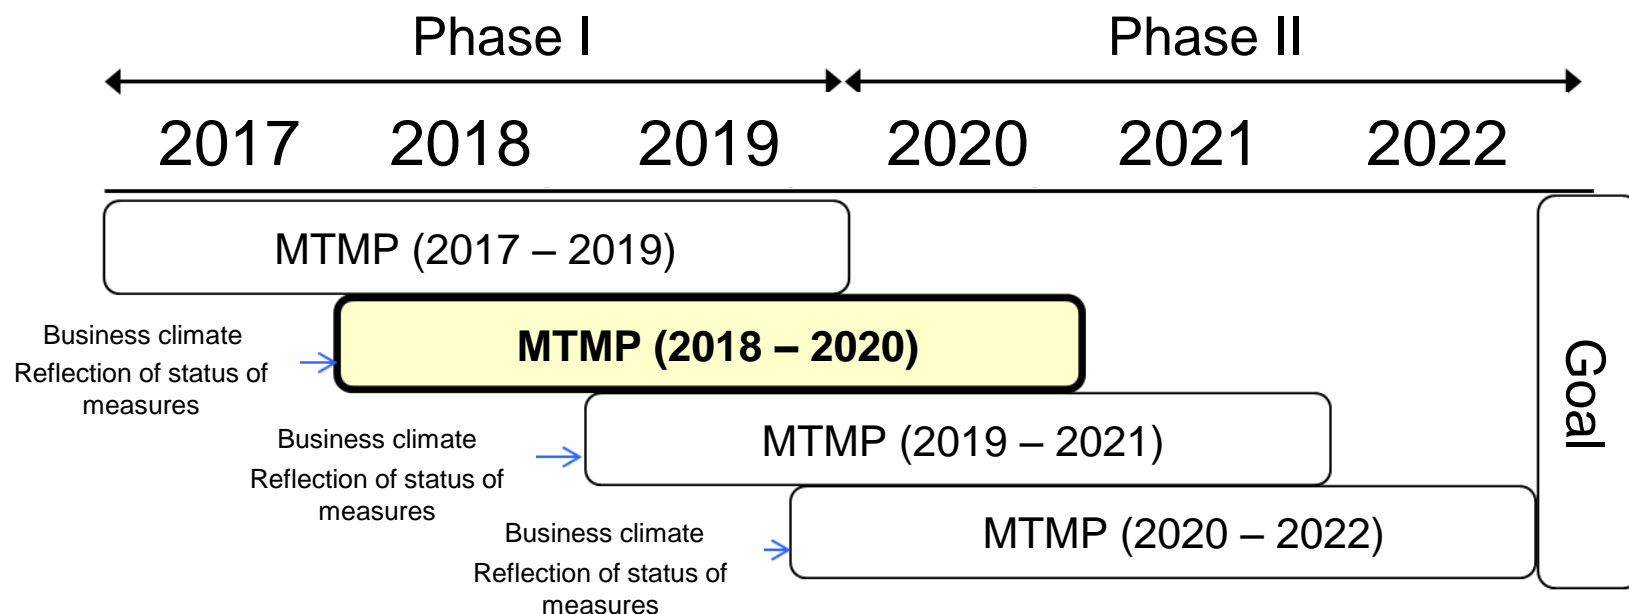 Phase I
Phase II
2017
2018
2019
2020
2021
2022
MTMP (2017 – 2019)
MTMP (2018 – 2020)
Business climate
Reflection of status of
measures
MTMP (2019 – 2021)
Business climate
Reflection of status of
measures
MTMP (2020 – 2022)
Business climate
Reflection of status of
measures
Goal